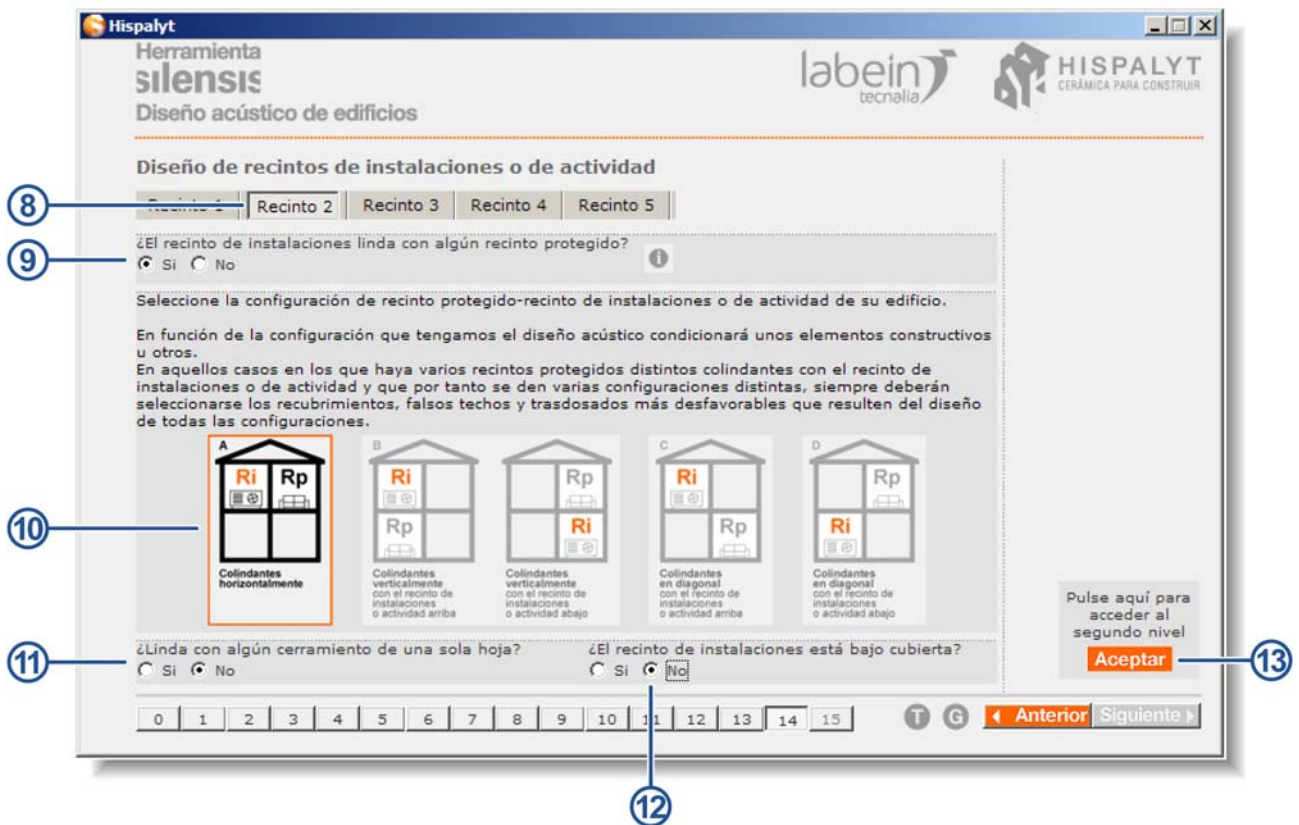 Hispalyt
Herramienta
silensis
Diseño acústico de edificios
labein
tecnalia
HISPALYT
CERÁMICA PARA CONSTRUIR
Diseño de recintos de instalaciones o de actividad
8
Recinto 1 Recinto 2 Recinto 3 Recinto 4 Recinto 5
¿El recinto de instalaciones linda con algún recinto protegido?
9
Si No
i
Seleccione la configuración de recinto protegido-recinto de instalaciones o de actividad de su edificio.
En función de la configuración que tengamos el diseño acústico condicionará unos elementos constructivos
u otros.
En aquellos casos en los que haya varios recintos protegidos distintos colindantes con el recinto de
instalaciones o de actividad y que por tanto se den varias configuraciones distintas, siempre deberán
seleccionarse los recubrimientos, falsos techos y trasdosados más desfavorables que resulten del diseño
de todas las configuraciones.
10
A
Ri Rp
Colindantes
horizontalmente
B
Ri
Rp
Colindantes
verticalmente
con el recinto de
instalaciones
o actividad arriba
Rp
Ri
Colindantes
verticalmente
con el recinto de
instalaciones
o actividad abajo
C
Ri
Rp
Colindantes
en diagonal
con el recinto de
instalaciones
o actividad arriba
D
Rp
Ri
Colindantes
en diagonal
con el recinto de
instalaciones
o actividad abajo
11
¿Linda con algún cerramiento de una sola hoja?
Si No
¿El recinto de instalaciones está bajo cubierta?
Si No
12
Pulse aquí para
acceder al
segundo nivel
Aceptar
13
0 1 2 3 4 5 6 7 8 9 10 11 12 13 14 15
T G Anterior Siguiente